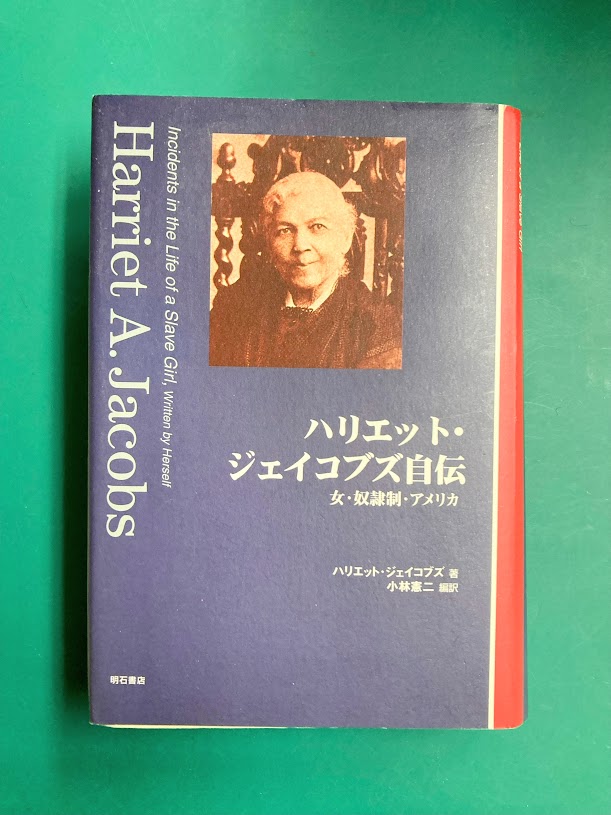 Harriet A. Jacobs
Incidents in the Life of a Slave Girl, Written by Herself
ハリエット・
ジェイコブズ自伝
女・奴隷制・アメリカ
ハリエット・ジェイコブズ 著
小林憲二 編訳
明石書店
SLAVE GIRL